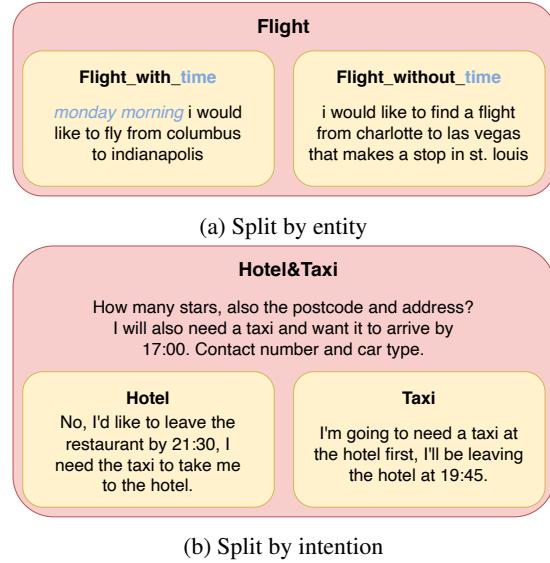 Flight
Flight_with_time
monday morning i would
like to fly from columbus
to indianapolis
Flight_without_time
i would like to find a flight
from charlotte to las vegas
that makes a stop in st. louis
(a) Split by entity
Hotel&Taxi
How many stars, also the postcode and address?
I will also need a taxi and want it to arrive by
17:00. Contact number and car type.
Hotel
No, I'd like to leave the
restaurant by 21:30, I
need the taxi to take me
to the hotel.
Taxi
I'm going to need a taxi at
the hotel first, I'll be leaving
the hotel at 19:45.
(b) Split by intention